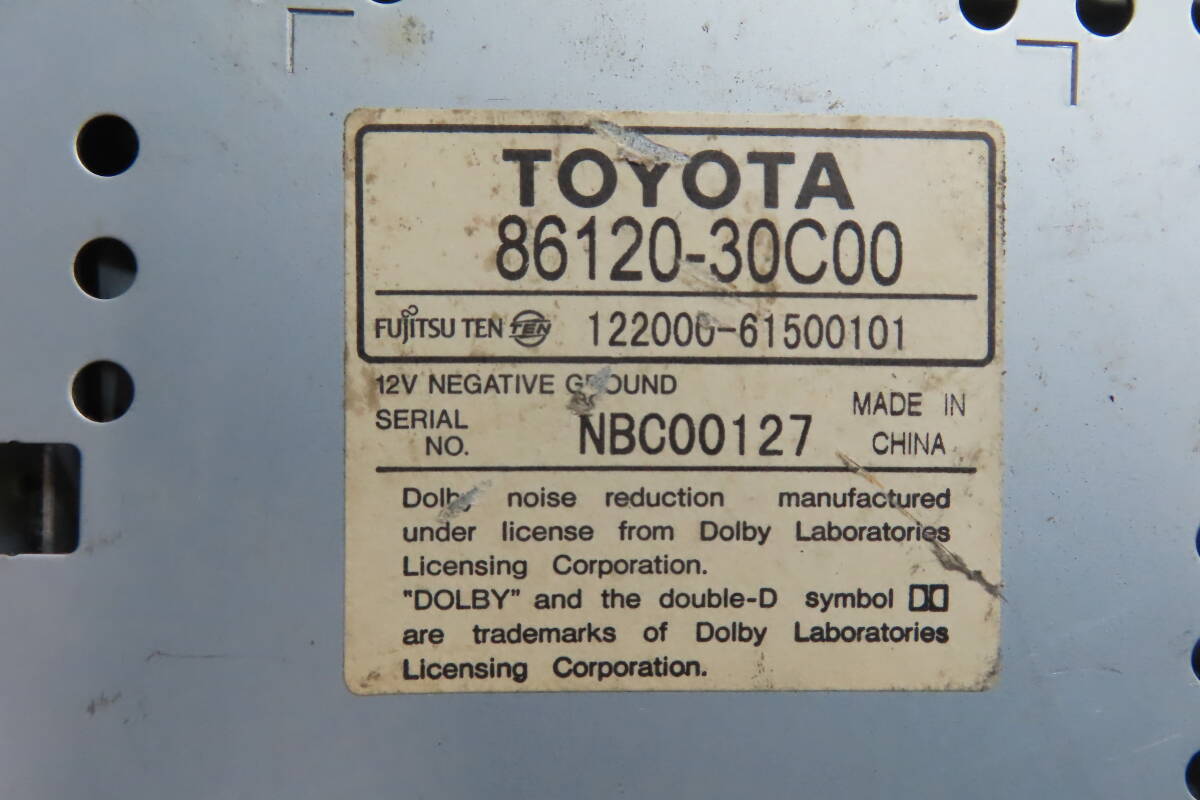 TOYOTA
86120-30C00
FUJITSU TEN TEN 122000-61500101
12V NEGATIVE GROUND
SERIAL NO. NBC00127 MADE IN CHINA
Dolby noise reduction manufactured
under license from Dolby Laboratories
Licensing Corporation.
"DOLBY" and the double-D symbol
are trademarks of Dolby Laboratories
Licensing Corporation.